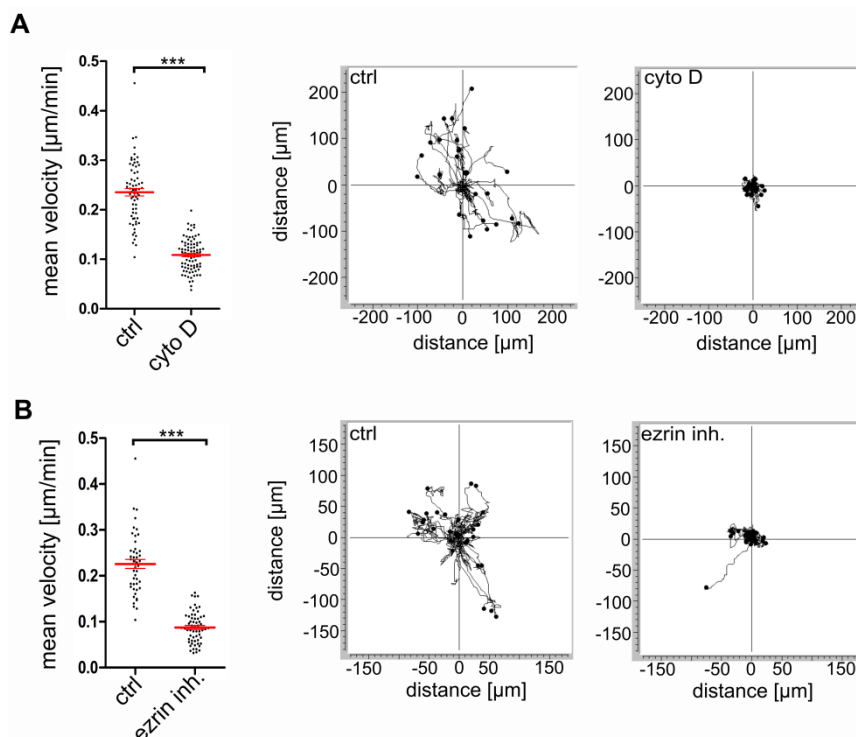 A
mean velocity [µm/min]
0.5
0.4
0.3
0.2
0.1
0.0
***
ctrl
cyto D
distance [µm]
ctrl
200
100
0
-100
-200
-200 -100 0 100 200
distance [µm]
cyto D
200
100
0
-100
-200
-200 -100 0 100 200
distance [µm]
B
mean velocity [µm/min]
0.5
0.4
0.3
0.2
0.1
0.0
***
ctrl
ezrin inh.
distance [µm]
ctrl
150
100
50
0
-50
-100
-150
-150 -50 0 50 150
distance [µm]
ezrin inh.
150
100
50
0
-50
-100
-150
-150 -50 0 50 150
distance [µm]